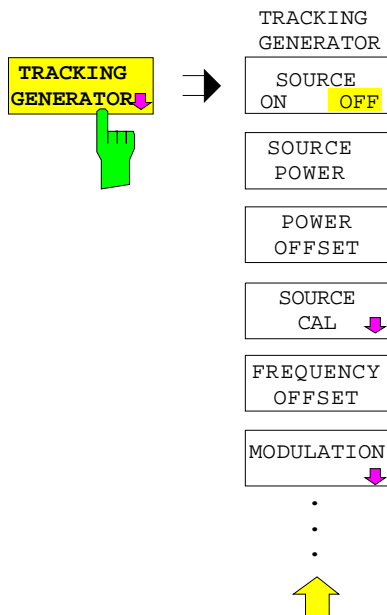 TRACKING
GENERATOR
TRACKING
GENERATOR
SOURCE
ON OFF
SOURCE
POWER
POWER
OFFSET
SOURCE
CAL
FREQUENCY
OFFSET
MODULATION
.
.
.